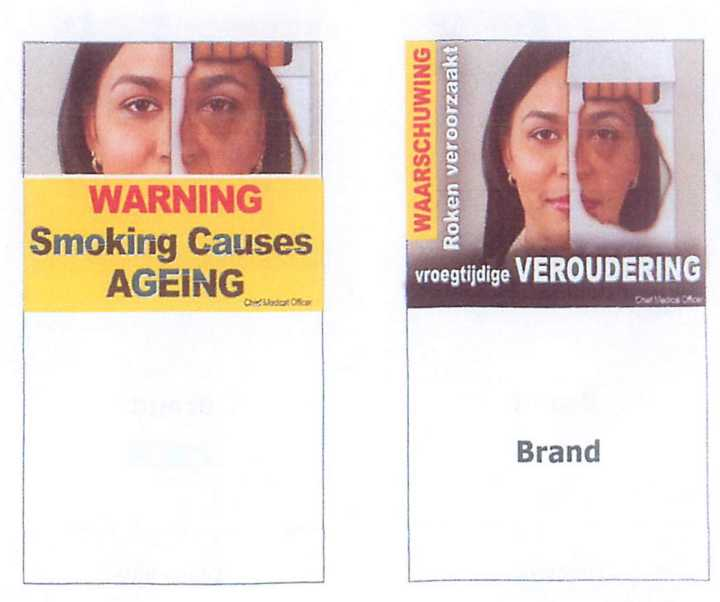 WARNING
Smoking Causes
AGEING
Chief Medical Officer
WAARSCHUWING
Roken veroorzaakt
vroegtijdige VEROUDERING
Chief Medical Officer
Brand